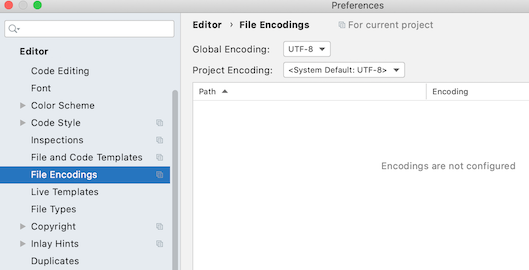 Preferences
Editor
Code Editing
Font
Color Scheme
Code Style
Inspections
File and Code Templates
File Encodings
Live Templates
File Types
Copyright
Inlay Hints
Duplicates
Editor › File Encodings For current project
Global Encoding: UTF-8
Project Encoding: <System Default: UTF-8>
Path Encoding
Encodings are not configured